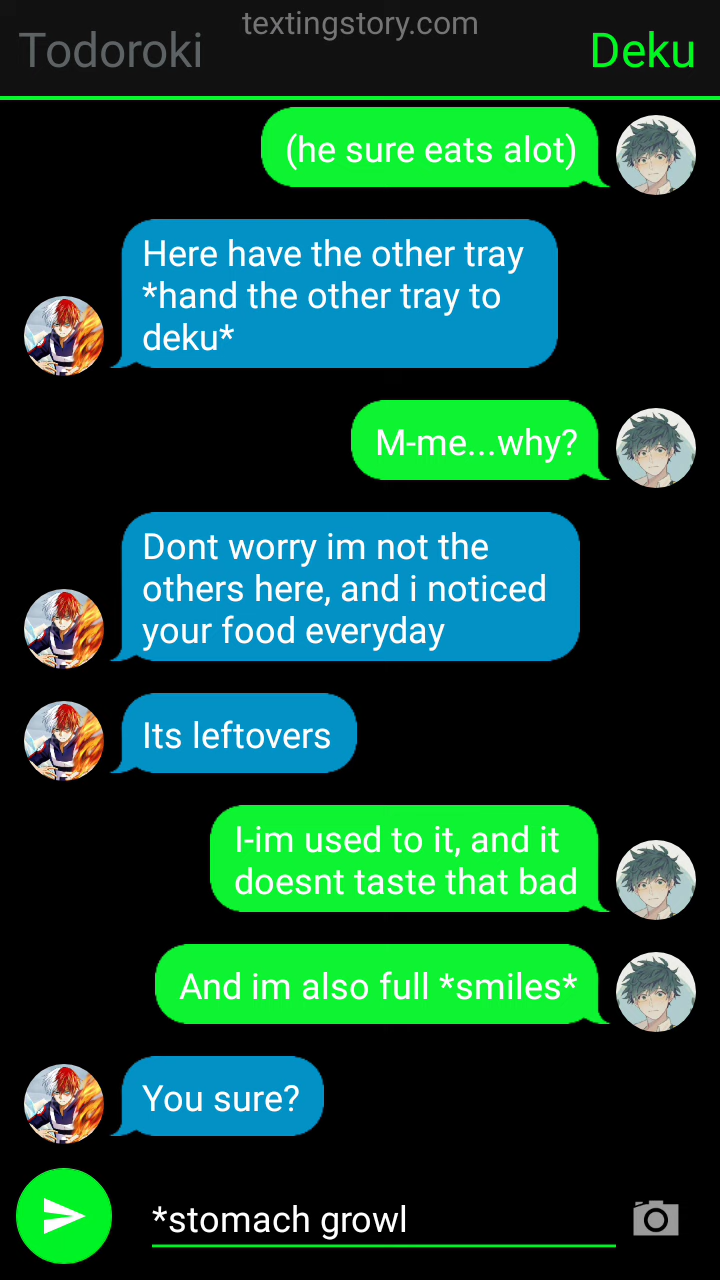 textingstory.com
Todoroki
Deku
(he sure eats alot)
Here have the other tray
*hand the other tray to
deku*
M-me...why?
Dont worry im not the
others here, and i noticed
your food everyday
Its leftovers
I-im used to it, and it
doesnt taste that bad
And im also full *smiles*
You sure?
*stomach growl